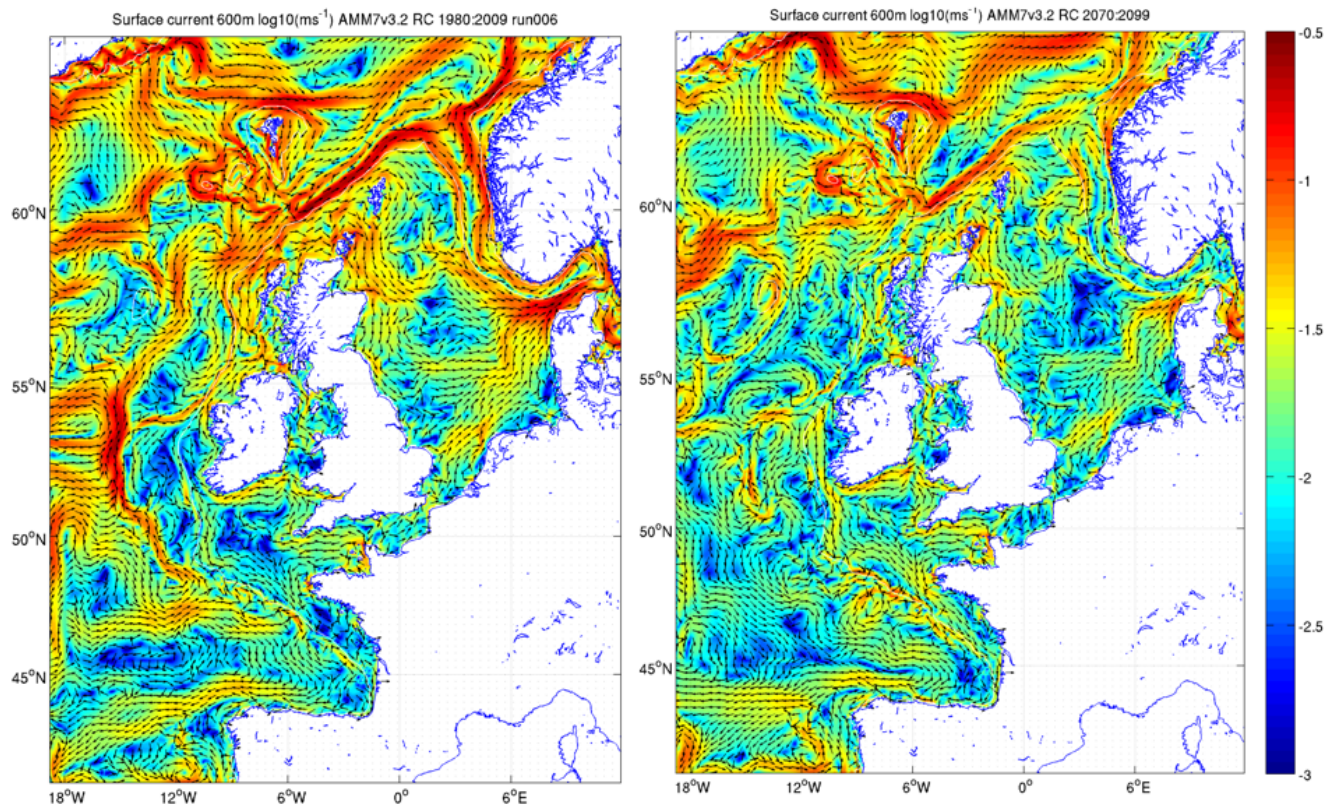 Surface current 600m log10(ms⁻¹) AMM7v3.2 RC 1980:2009 run006
Surface current 600m log10(ms⁻¹) AMM7v3.2 RC 2070:2099
60°N
55°N
50°N
45°N
18°W 12°W 6°W 0° 6°E
60°N
55°N
50°N
45°N
18°W 12°W 6°W 0° 6°E
-0.5
-1
-1.5
-2
-2.5
-3